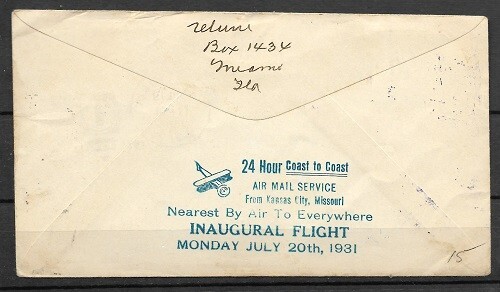 return
Box 1434
Miami
Fla
24 Hour Coast to Coast
AIR MAIL SERVICE
From Kansas City, Missouri
Nearest By Air To Everywhere
INAUGURAL FLIGHT
MONDAY JULY 20th, 1931
15